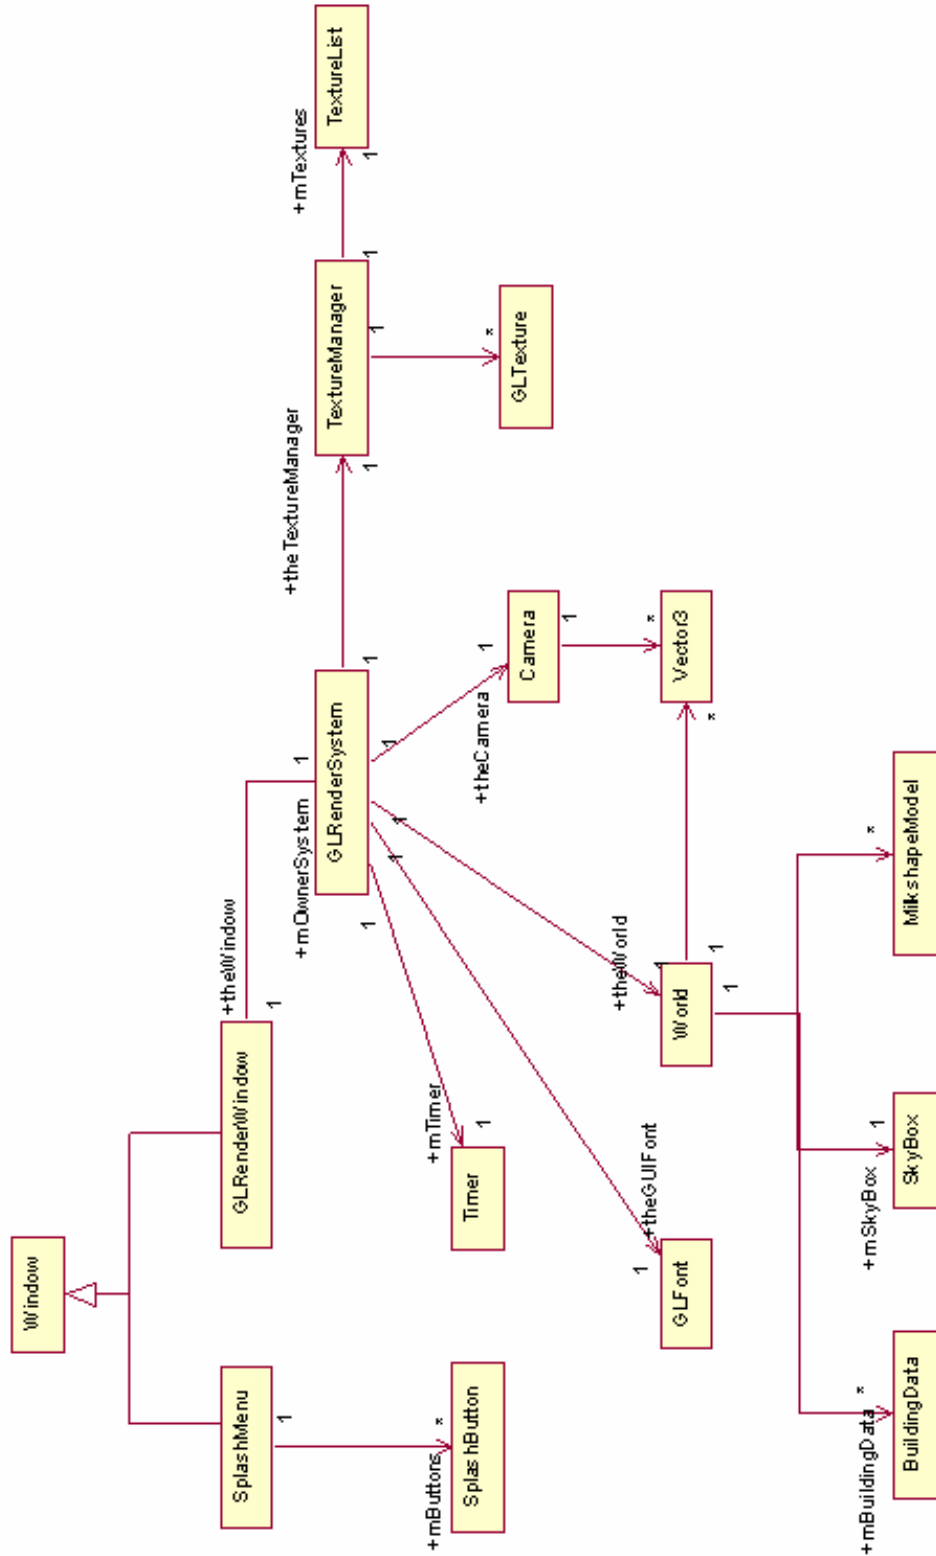 Window
SplashMenu
GLRenderWindow
+theWindow
1
1
+mOwnerSystem
1
+mButtons
*
SplashButton
GLRenderSystem
1
+theTextureManager
1
TextureManager
1
+mTextures
1
TextureList
1
*
GLTexture
1
+mTimer
1
Timer
1
+theGUIFont
1
GLFont
1
+theWorld
1
World
1
+theCamera
1
Camera
1
*
Vector3
1
*
1
+mBuildingData
*
BuildingData
+mSkyBox
1
SkyBox
*
MilkshapeModel